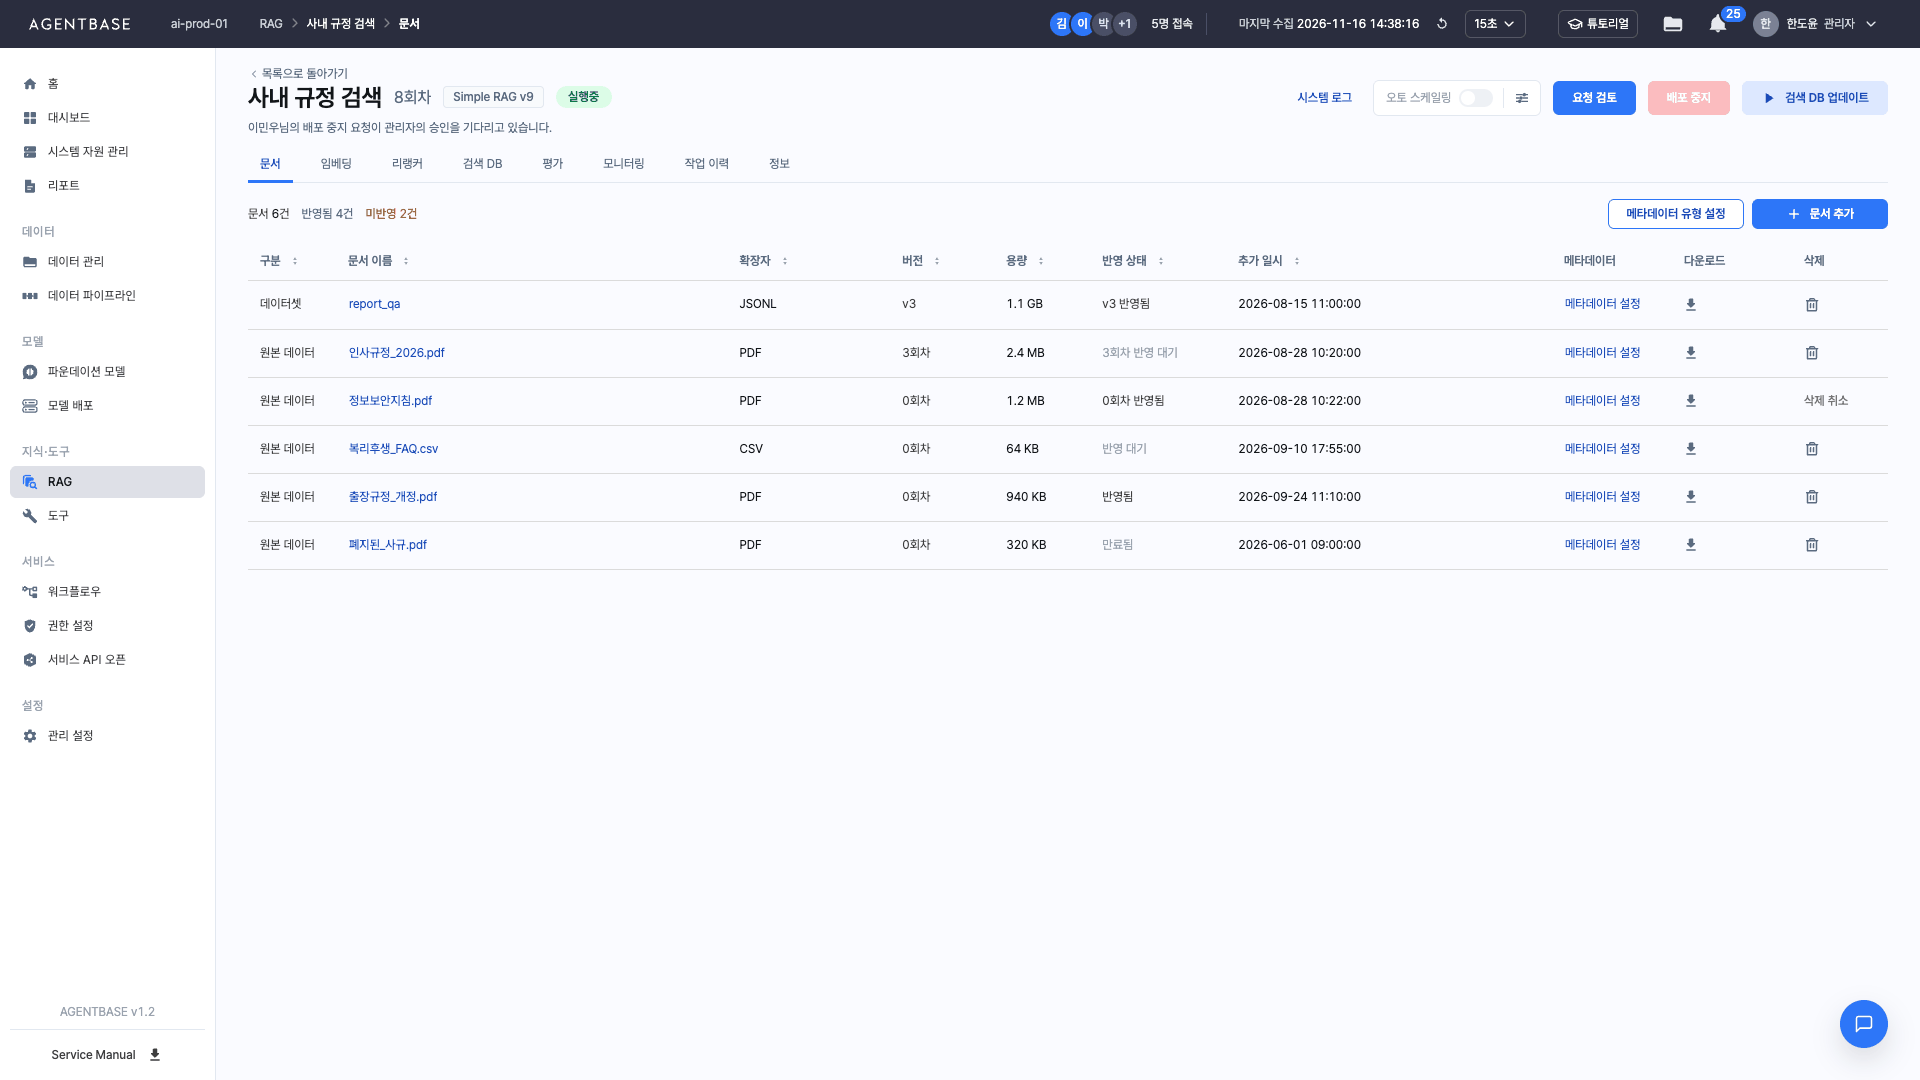 AGENTBASE
ai-prod-01
RAG > 사내 규정 검색 > 문서
김 이 박 +1 5명 접속
마지막 수집 2026-11-16 14:38:16
15초
튜토리얼
25
한 한도윤 관리자
홈
대시보드
시스템 자원 관리
리포트
데이터
데이터 관리
데이터 파이프라인
모델
파운데이션 모델
모델 배포
지식·도구
RAG
도구
서비스
워크플로우
권한 설정
서비스 API 오픈
설정
관리 설정
AGENTBASE v1.2
Service Manual
목록으로 돌아가기
사내 규정 검색 8회차 Simple RAG v9 실행중
이민우님의 배포 중지 요청이 관리자의 승인을 기다리고 있습니다.
시스템 로그
오토 스케일링
요청 검토
배포 중지
검색 DB 업데이트
문서 임베딩 리랭커 검색 DB 평가 모니터링 작업 이력 정보
문서 6건 반영됨 4건 미반영 2건
메타데이터 유형 설정
문서 추가
구분 문서 이름 확장자 버전 용량 반영 상태 추가 일시 메타데이터 다운로드 삭제
데이터셋 report_qa JSONL v3 1.1 GB v3 반영됨 2026-08-15 11:00:00 메타데이터 설정
원본 데이터 인사규정_2026.pdf PDF 3회차 2.4 MB 3회차 반영 대기 2026-08-28 10:20:00 메타데이터 설정
원본 데이터 정보보안지침.pdf PDF 0회차 1.2 MB 0회차 반영됨 2026-08-28 10:22:00 메타데이터 설정 삭제 취소
원본 데이터 복리후생_FAQ.csv CSV 0회차 64 KB 반영 대기 2026-09-10 17:55:00 메타데이터 설정
원본 데이터 출장규정_개정.pdf PDF 0회차 940 KB 반영됨 2026-09-24 11:10:00 메타데이터 설정
원본 데이터 폐지된_사규.pdf PDF 0회차 320 KB 만료됨 2026-06-01 09:00:00 메타데이터 설정